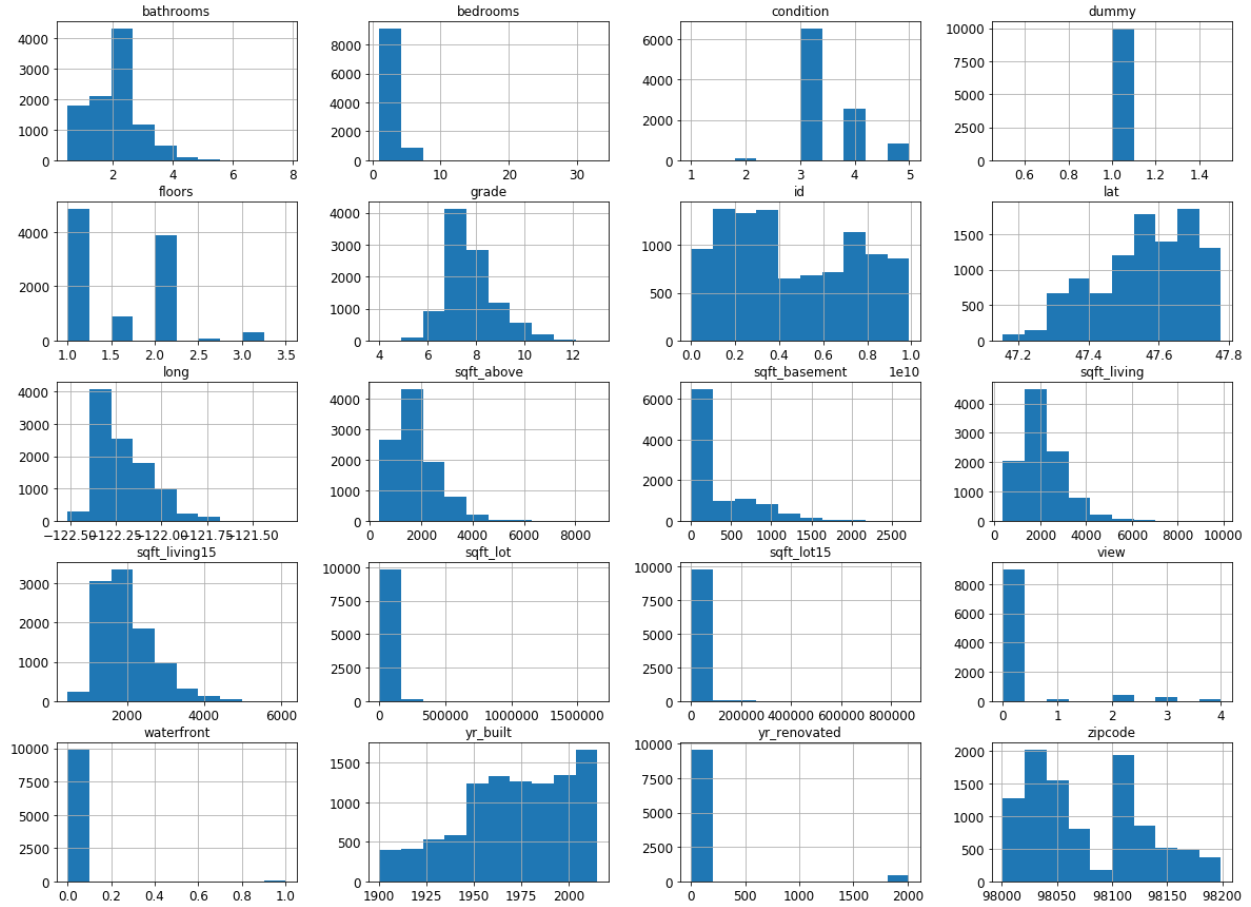 bathrooms
4000
3000
2000
1000
0
2 4 6 8
bedrooms
8000
6000
4000
2000
0
0 10 20 30
condition
6000
4000
2000
0
1 2 3 4 5
dummy
10000
7500
5000
2500
0
0.6 0.8 1.0 1.2 1.4
floors
4000
2000
0
1.0 1.5 2.0 2.5 3.0 3.5
grade
4000
3000
2000
1000
0
4 6 8 10 12
id
1000
500
0
0.0 0.2 0.4 0.6 0.8 1.0
1e10
lat
1500
1000
500
0
47.2 47.4 47.6 47.8
long
4000
3000
2000
1000
0
−122.50 −122.25 −122.00 −121.75 −121.50
sqft_above
4000
3000
2000
1000
0
0 2000 4000 6000 8000
sqft_basement
6000
4000
2000
0
0 500 1000 1500 2000 2500
sqft_living
4000
3000
2000
1000
0
0 2000 4000 6000 8000 10000
sqft_living15
3000
2000
1000
0
2000 4000 6000
sqft_lot
10000
7500
5000
2500
0
0 500000 1000000 1500000
sqft_lot15
10000
7500
5000
2500
0
0 200000 400000 600000 800000
view
8000
6000
4000
2000
0
0 1 2 3 4
waterfront
10000
7500
5000
2500
0
0.0 0.2 0.4 0.6 0.8 1.0
yr_built
1500
1000
500
0
1900 1925 1950 1975 2000
yr_renovated
10000
7500
5000
2500
0
0 500 1000 1500 2000
zipcode
2000
1500
1000
500
0
98000 98050 98100 98150 98200